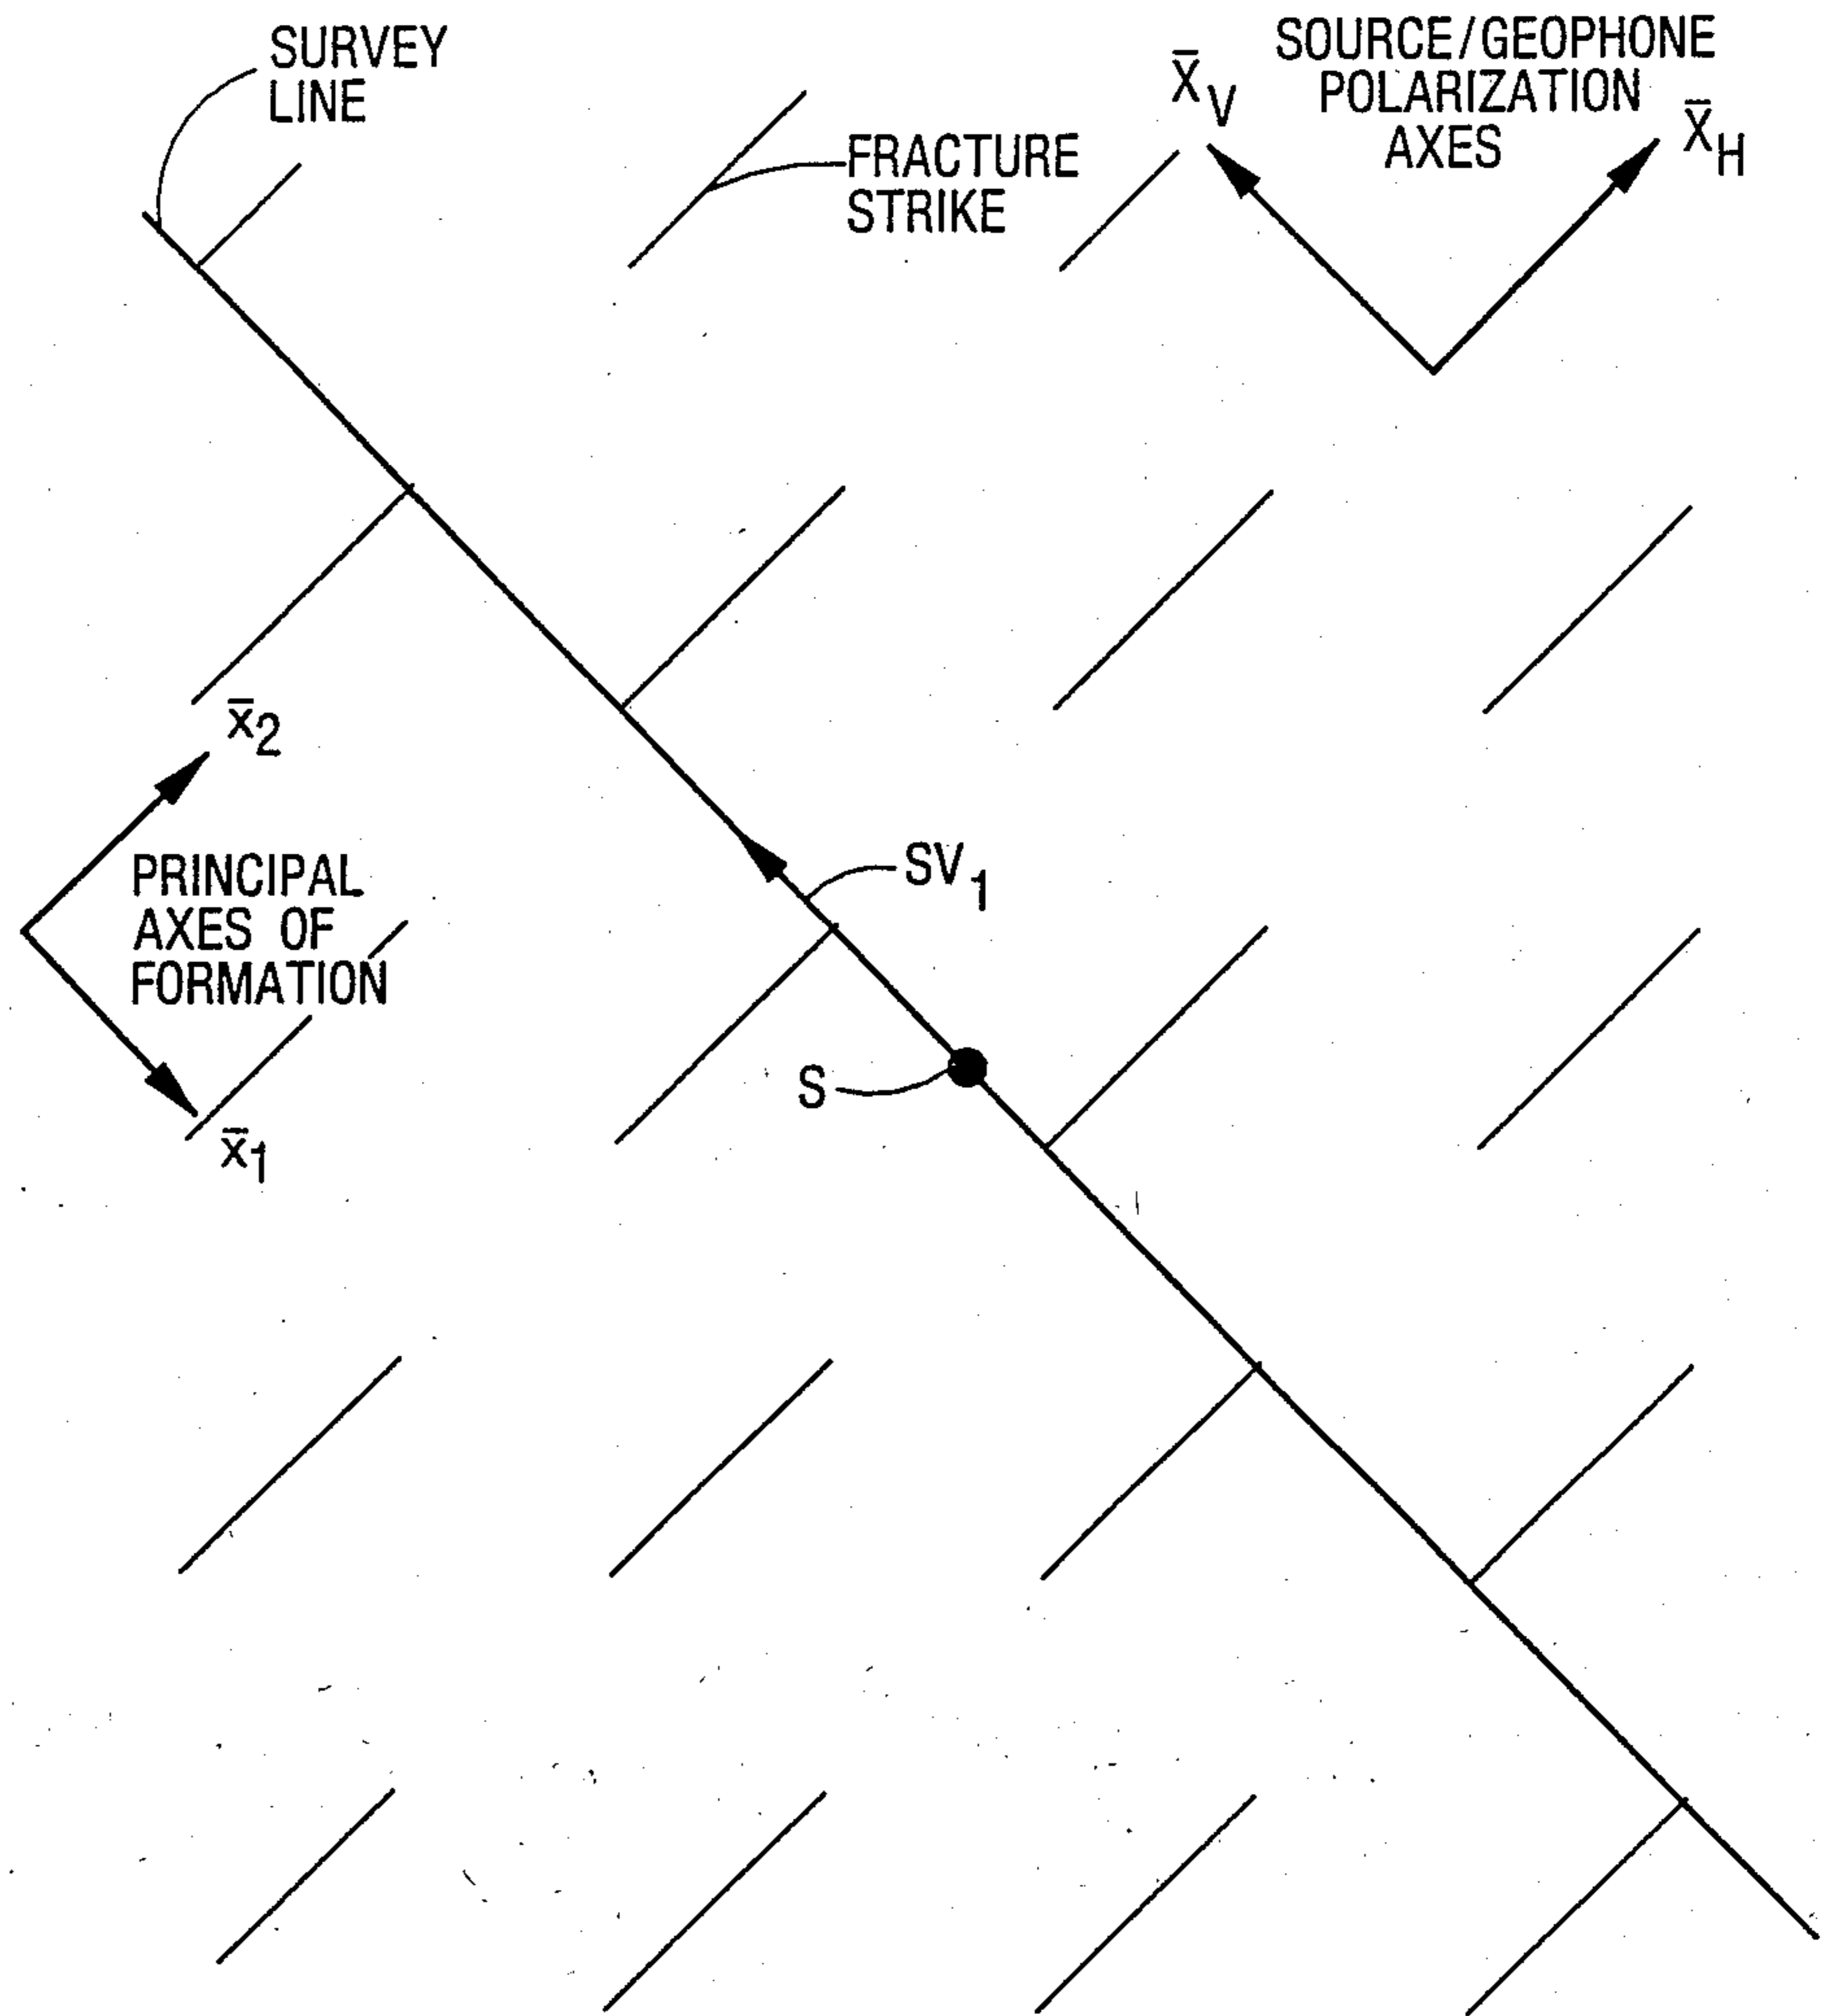 SURVEY
LINE
FRACTURE
STRIKE
SOURCE/GEOPHONE
POLARIZATION
AXES
X̄V
X̄H
x̄2
PRINCIPAL
AXES OF
FORMATION
x̄1
SV1
S